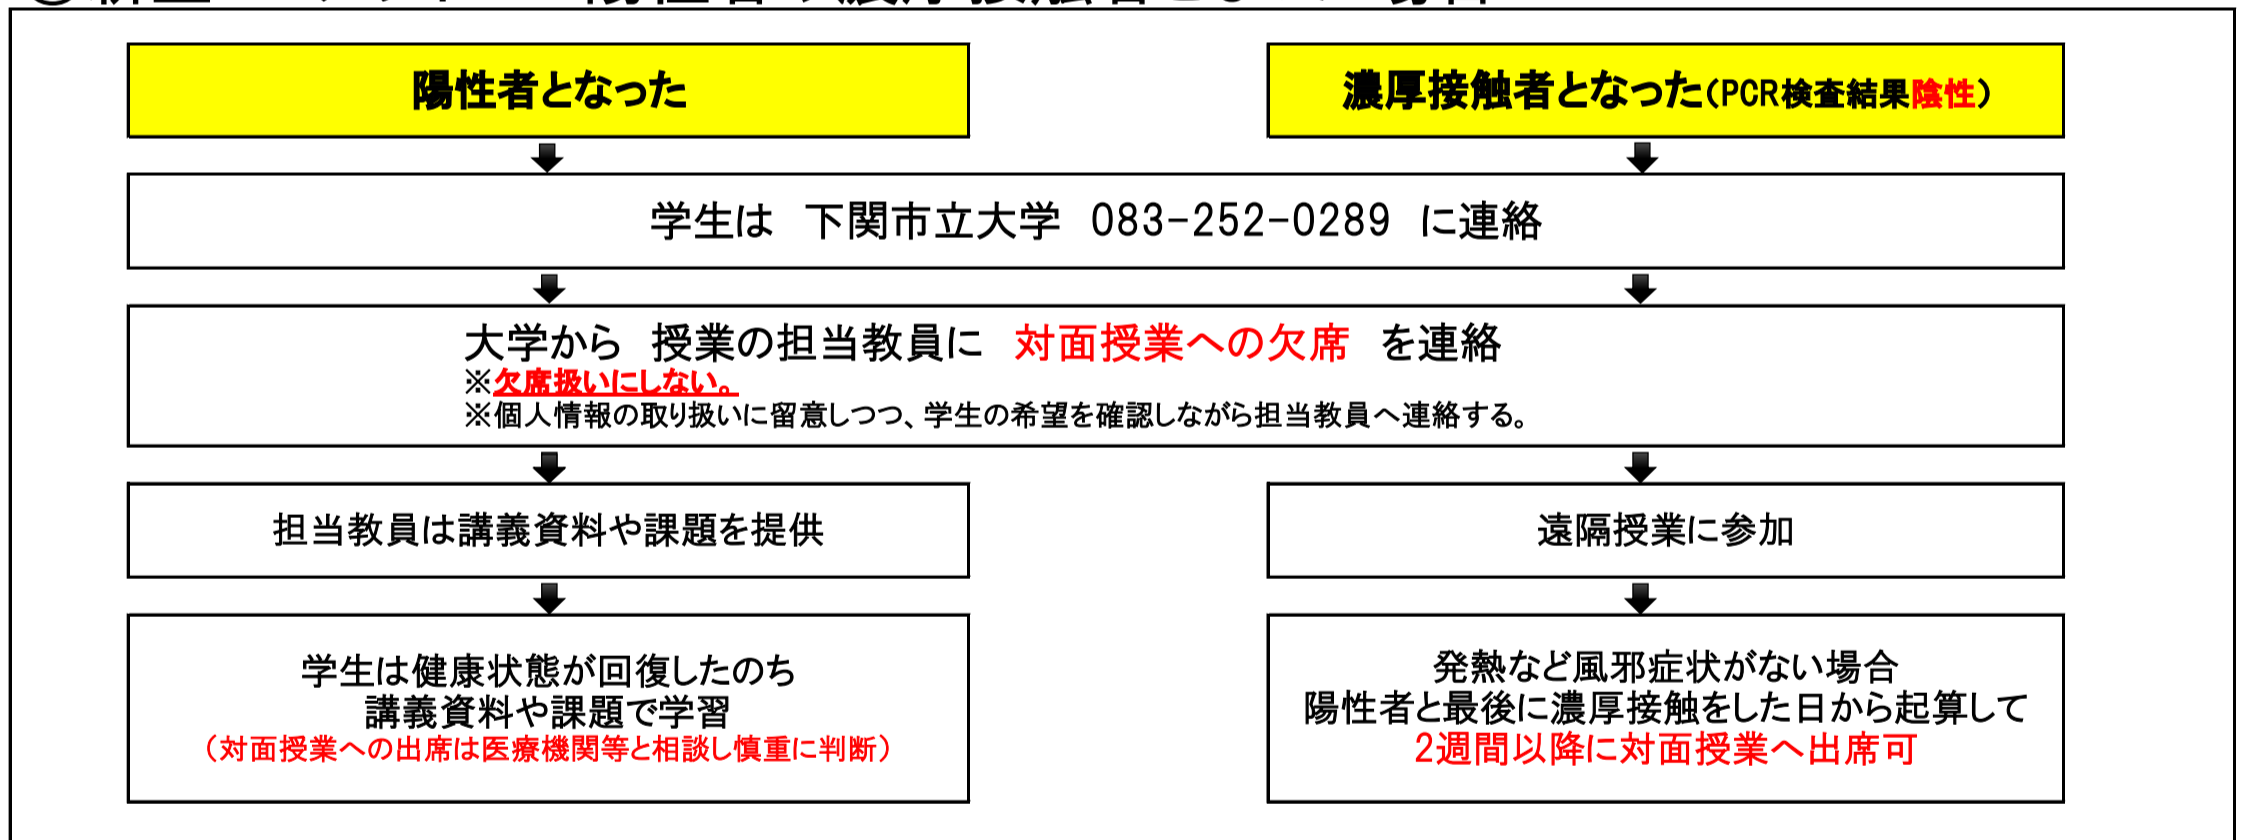 陽性者となった
濃厚接触者となった(PCR検査結果陰性)
学生は 下関市立大学 083-252-0289 に連絡
大学から 授業の担当教員に 対面授業への欠席 を連絡
※欠席扱いにしない。
※個人情報の取り扱いに留意しつつ、学生の希望を確認しながら担当教員へ連絡する。
担当教員は講義資料や課題を提供
遠隔授業に参加
学生は健康状態が回復したのち
講義資料や課題で学習
(対面授業への出席は医療機関等と相談し慎重に判断)
発熱など風邪症状がない場合
陽性者と最後に濃厚接触をした日から起算して
2週間以降に対面授業へ出席可